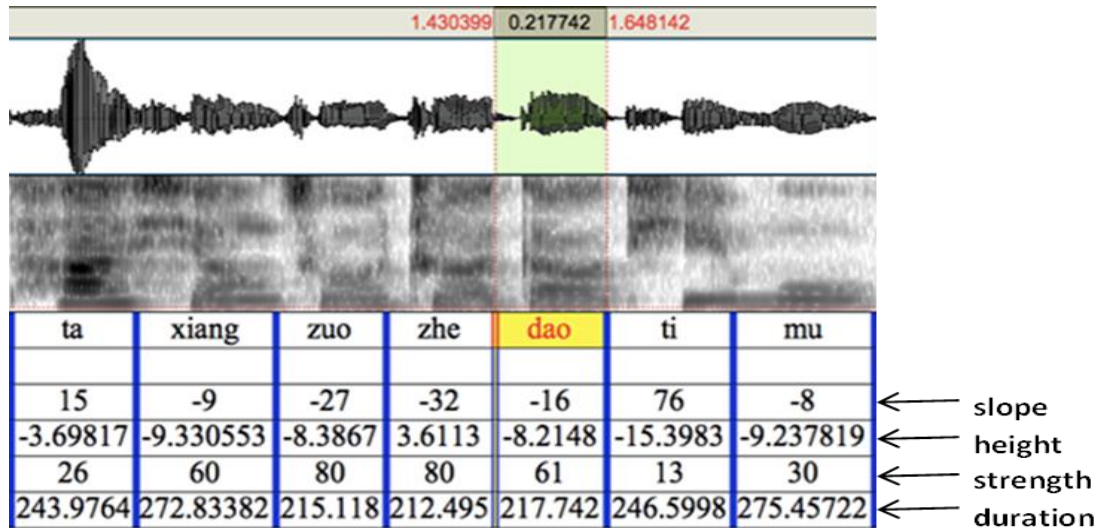 1.430399 0.217742 1.648142
ta xiang zuo zhe dao ti mu
15 -9 -27 -32 -16 76 -8 slope
-3.69817 -9.330553 -8.3867 3.6113 -8.2148 -15.3983 -9.237819 height
26 60 80 80 61 13 30 strength
243.9764 272.83382 215.118 212.495 217.742 246.5998 275.45722 duration